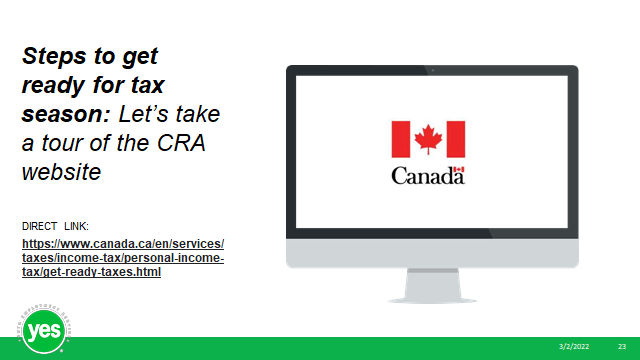 Steps to get
ready for tax
season: Let’s take
a tour of the CRA
website
DIRECT LINK:
https://www.canada.ca/en/services/
taxes/income-tax/personal-income-
tax/get-ready-taxes.html
Canada
yes
3/2/2022
23